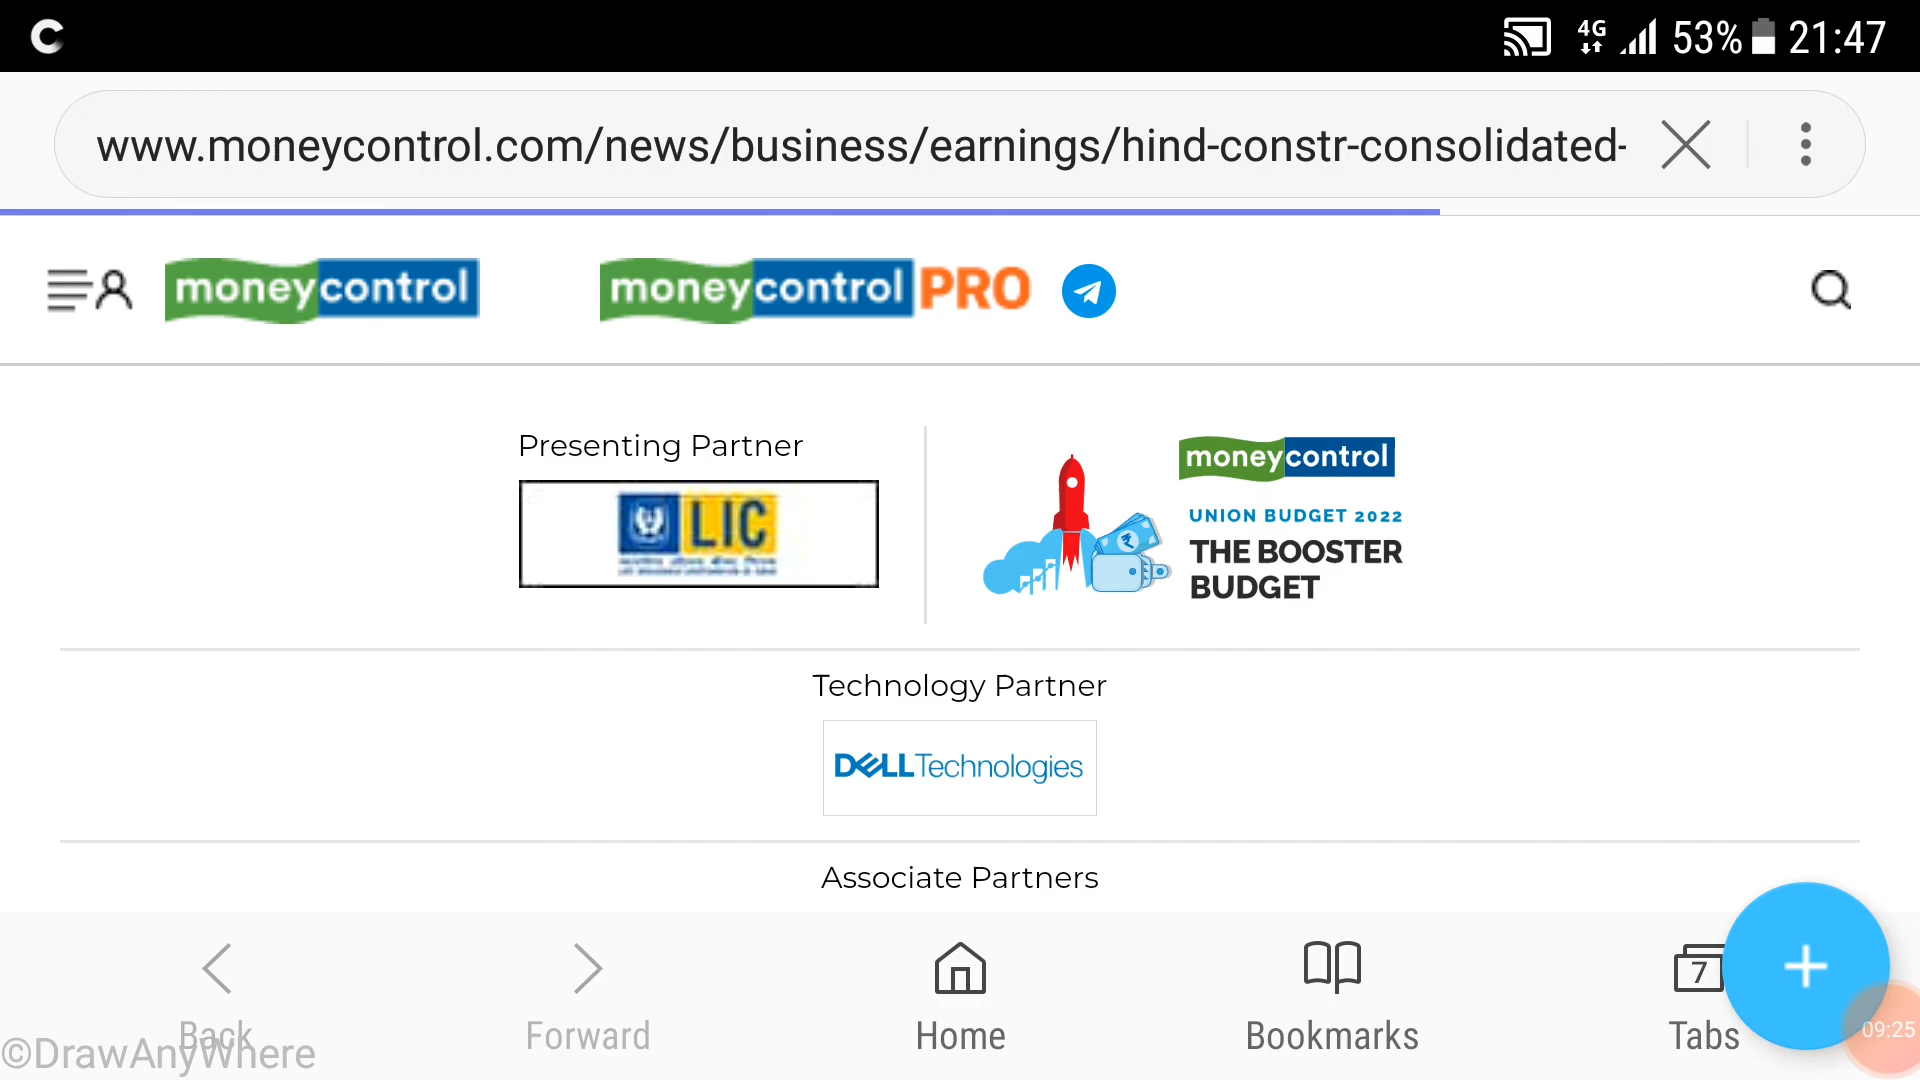 C 4G 53% 21:47
www.moneycontrol.com/news/business/earnings/hind-constr-consolidated-
moneycontrol moneycontrol PRO
Presenting Partner
LIC
moneycontrol
UNION BUDGET 2022
THE BOOSTER
BUDGET
Technology Partner
DELLTechnologies
Associate Partners
7
Back Forward Home Bookmarks Tabs
09:25
©DrawAnyWhere